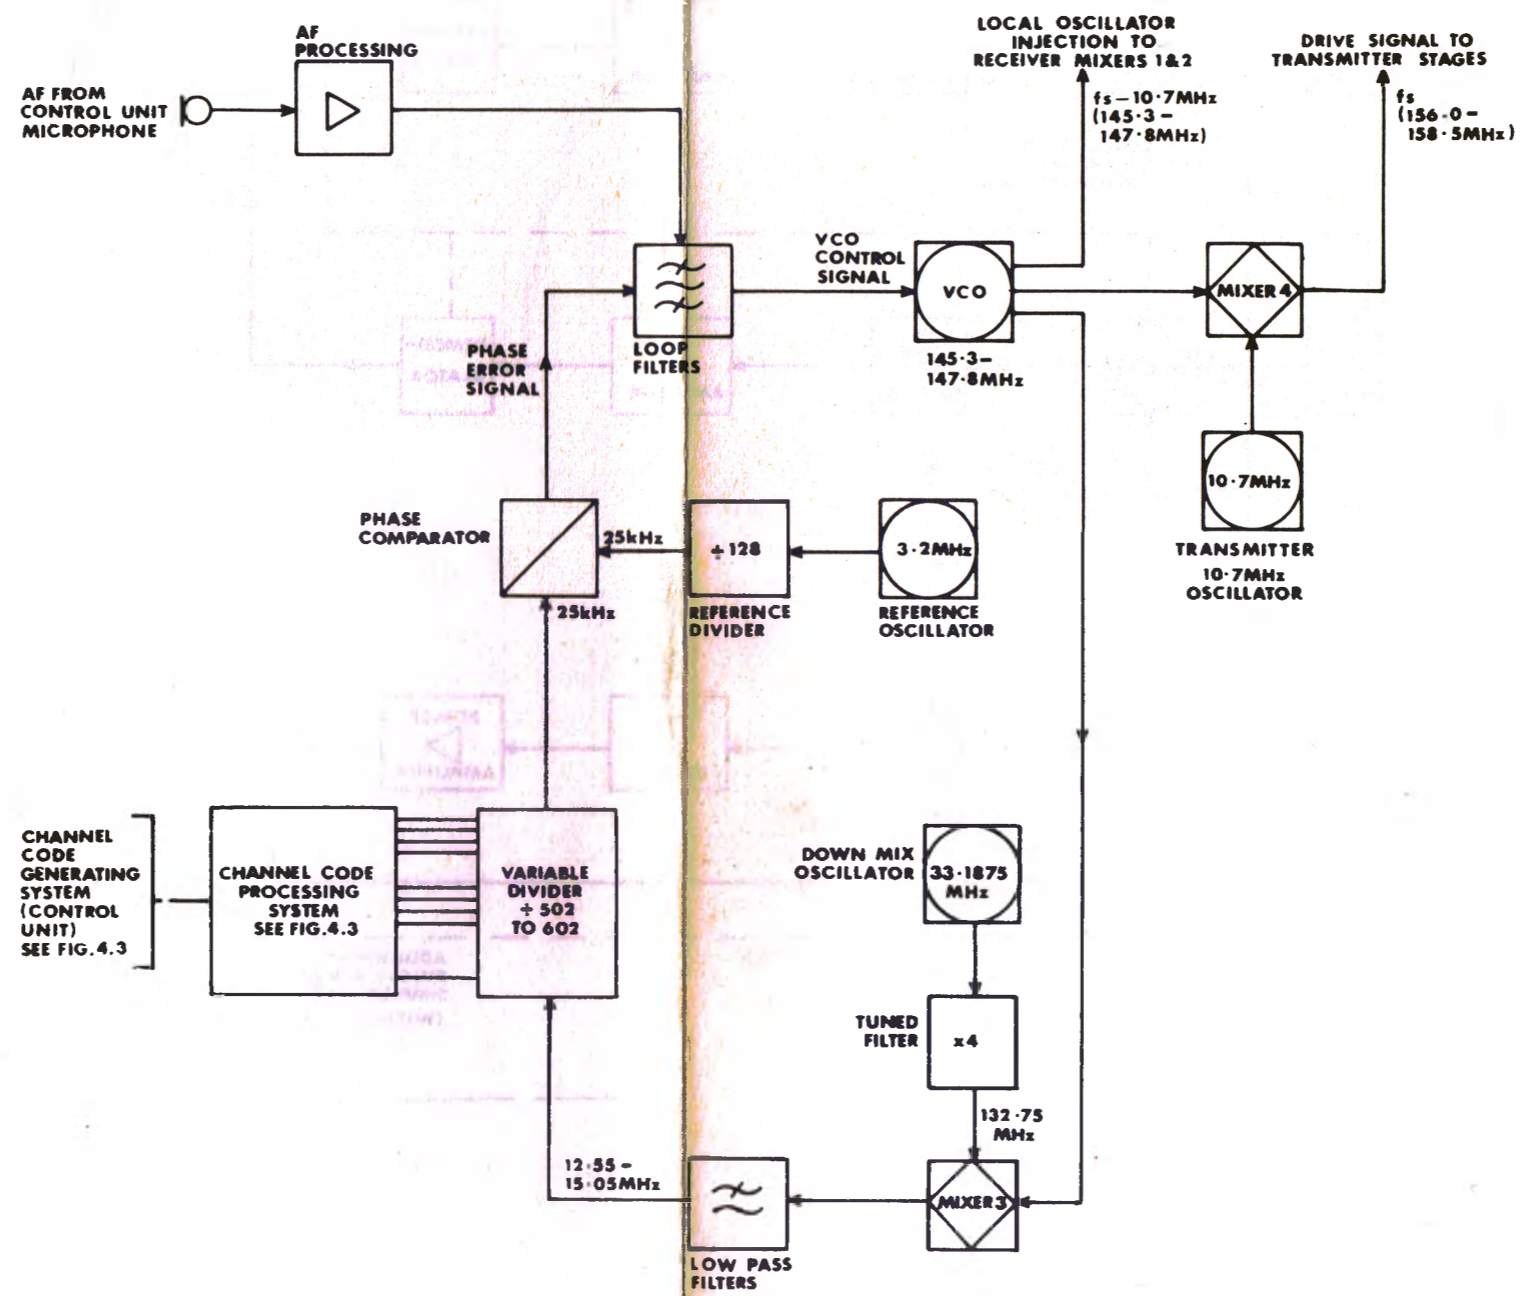 AF
PROCESSING
AF FROM
CONTROL UNIT
MICROPHONE
LOCAL OSCILLATOR
INJECTION TO
RECEIVER MIXERS 1&2
fs-10·7MHz
(145·3-
147·8MHz)
DRIVE SIGNAL TO
TRANSMITTER STAGES
fs
(156·0-
158·5MHz)
VCO
CONTROL
SIGNAL
VCO
145·3-
147·8MHz
MIXER 4
LOOP
FILTERS
PHASE
ERROR
SIGNAL
10·7MHz
TRANSMITTER
10·7MHz
OSCILLATOR
PHASE
COMPARATOR
25kHz
25kHz
÷128
REFERENCE
DIVIDER
3·2MHz
REFERENCE
OSCILLATOR
CHANNEL
CODE
GENERATING
SYSTEM
(CONTROL
UNIT)
SEE FIG.4.3
CHANNEL CODE
PROCESSING
SYSTEM
SEE FIG.4.3
VARIABLE
DIVIDER
÷ 502
TO 602
DOWN MIX
OSCILLATOR
33·1875
MHz
TUNED
FILTER
x4
132·75
MHz
MIXER 3
12·55-
15·05MHz
LOW PASS
FILTERS